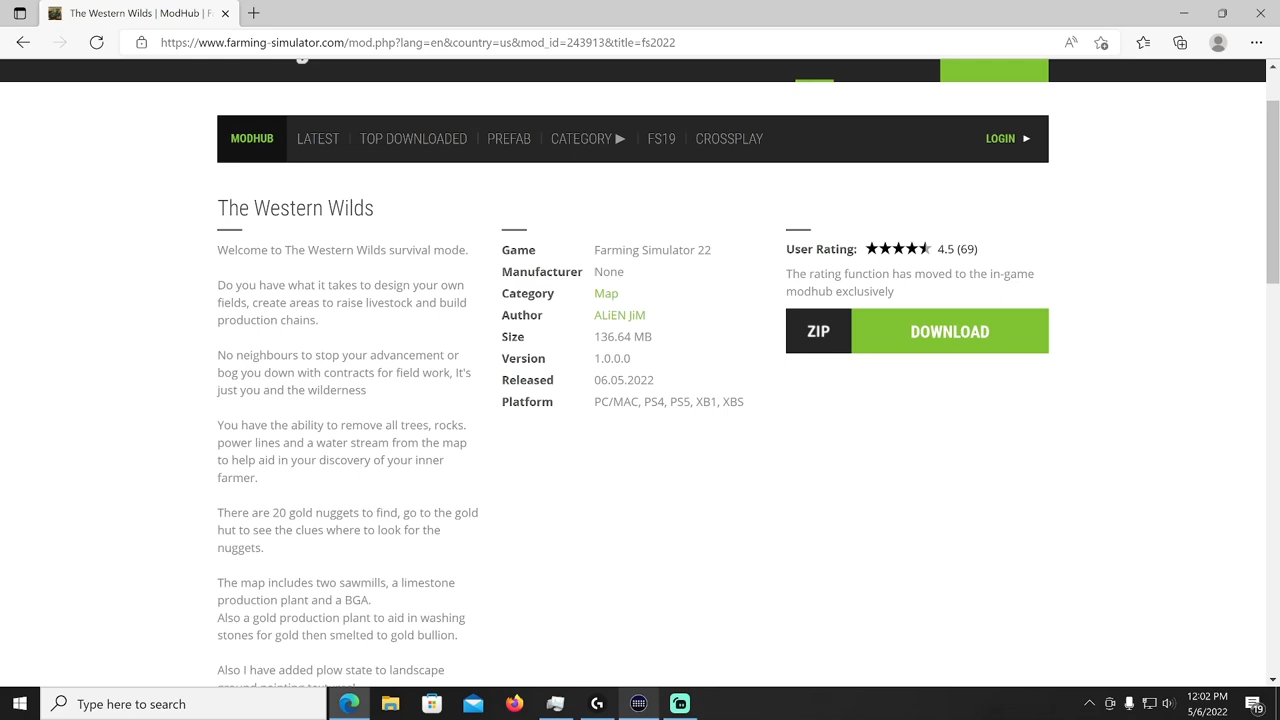 The Western Wilds | ModHub | F
https://www.farming-simulator.com/mod.php?lang=en&country=us&mod_id=243913&title=fs2022
MODHUB LATEST TOP DOWNLOADED PREFAB CATEGORY ▶ FS19 CROSSPLAY LOGIN ►
The Western Wilds
Welcome to The Western Wilds survival mode.
Do you have what it takes to design your own
fields, create areas to raise livestock and build
production chains.
No neighbours to stop your advancement or
bog you down with contracts for field work, It's
just you and the wilderness
You have the ability to remove all trees, rocks.
power lines and a water stream from the map
to help aid in your discovery of your inner
farmer.
There are 20 gold nuggets to find, go to the gold
hut to see the clues where to look for the
nuggets.
The map includes two sawmills, a limestone
production plant and a BGA.
Also a gold production plant to aid in washing
stones for gold then smelted to gold bullion.
Also I have added plow state to landscape
Game Farming Simulator 22
Manufacturer None
Category Map
Author ALiEN JiM
Size 136.64 MB
Version 1.0.0.0
Released 06.05.2022
Platform PC/MAC, PS4, PS5, XB1, XBS
User Rating: 4.5 (69)
The rating function has moved to the in-game
modhub exclusively
ZIP DOWNLOAD
Type here to search
12:02 PM
5/6/2022
19